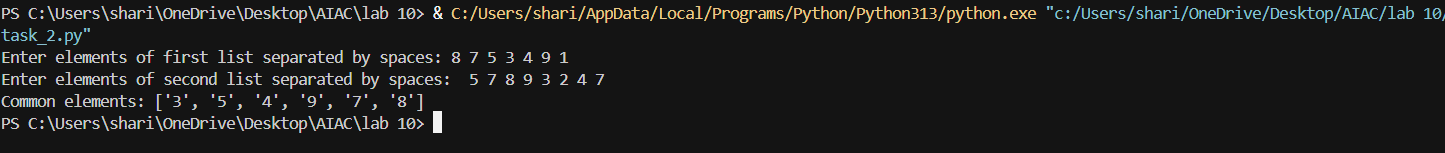 PS C:\Users\shari\OneDrive\Desktop\AIAC\lab 10> & C:/Users/shari/AppData/Local/Programs/Python/Python313/python.exe "c:/Users/shari/OneDrive/Desktop/AIAC/lab 10/
task_2.py"
Enter elements of first list separated by spaces: 8 7 5 3 4 9 1
Enter elements of second list separated by spaces:  5 7 8 9 3 2 4 7
Common elements: ['3', '5', '4', '9', '7', '8']
PS C:\Users\shari\OneDrive\Desktop\AIAC\lab 10>